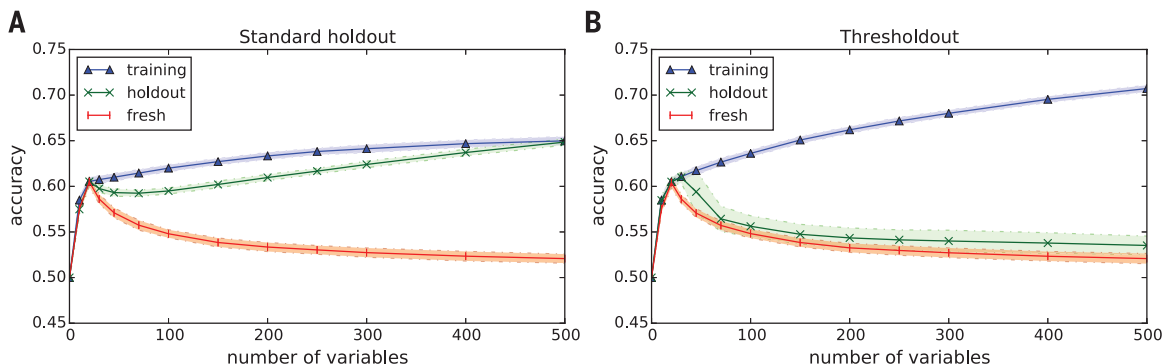 A
Standard holdout
0.75
0.70
0.65
0.60
0.55
0.50
0.45
accuracy
training
holdout
fresh
0 100 200 300 400 500
number of variables
B
Thresholdout
0.75
0.70
0.65
0.60
0.55
0.50
0.45
accuracy
training
holdout
fresh
0 100 200 300 400 500
number of variables